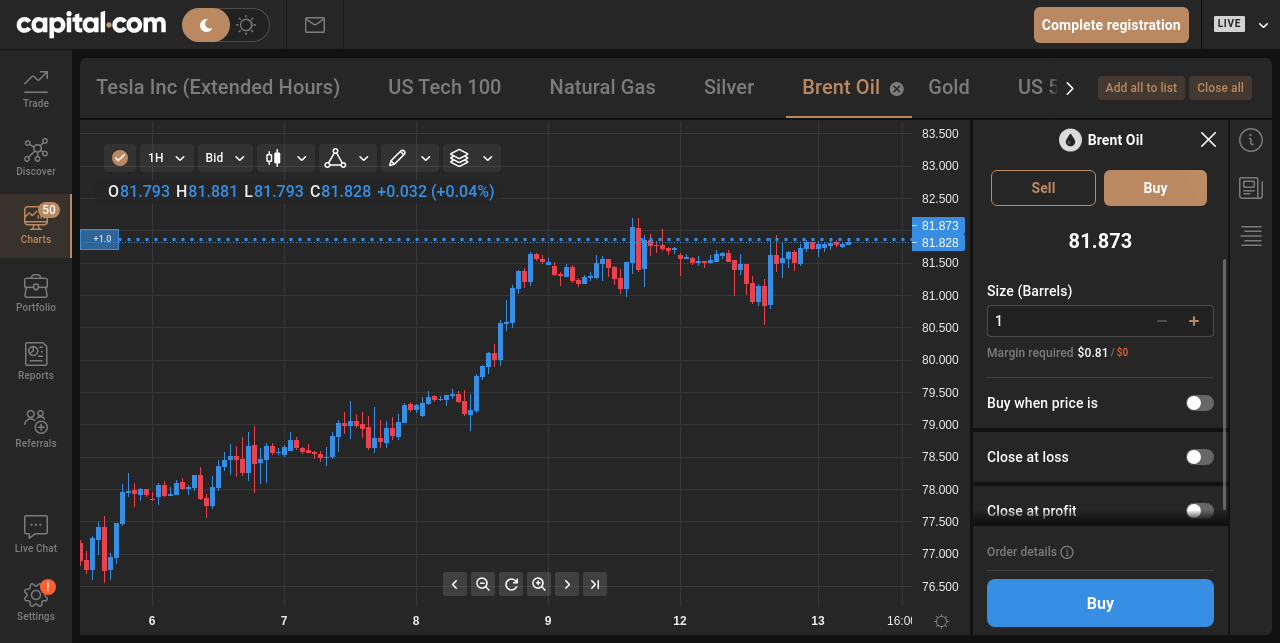 capital.com
Complete registration
LIVE
Trade
Discover
50
Charts
Portfolio
Reports
Referrals
Live Chat
!
Settings
Tesla Inc (Extended Hours)
US Tech 100
Natural Gas
Silver
Brent Oil
Gold
US 5
Add all to list
Close all
1H
Bid
O81.793 H81.881 L81.793 C81.828 +0.032 (+0.04%)
+1.0
83.500
83.000
82.500
81.873
81.828
81.500
81.000
80.500
80.000
79.500
79.000
78.500
78.000
77.500
77.000
76.500
6
7
8
9
12
13
16:00
Brent Oil
Sell
Buy
81.873
Size (Barrels)
1
Margin required $0.81 / $0
Buy when price is
Close at loss
Close at profit
Order details
Buy